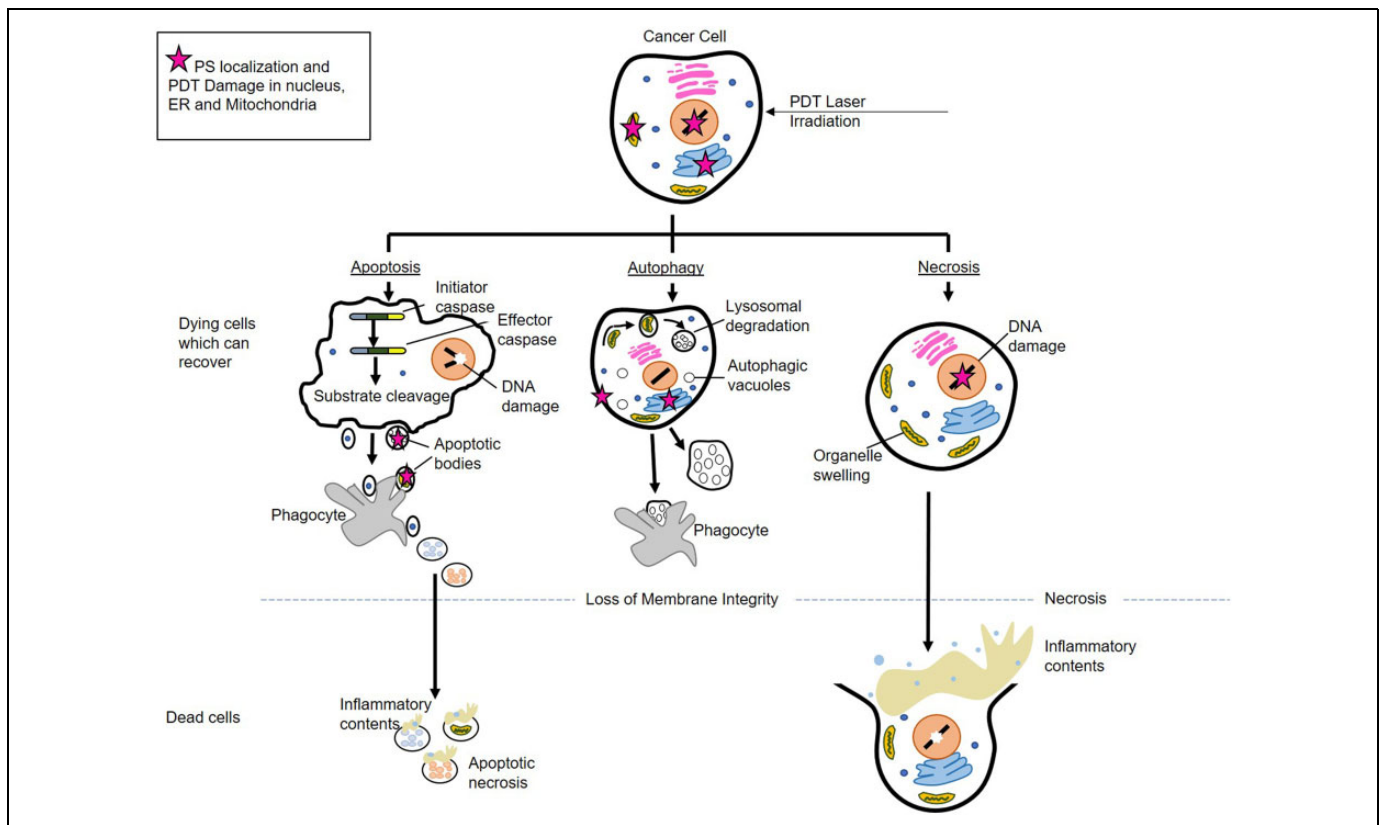 Cancer Cell
PS localization and
PDT Damage in nucleus,
ER and Mitochondria
PDT Laser
Irradiation
Apoptosis
Autophagy
Necrosis
Dying cells
which can
recover
Initiator
caspase
Effector
caspase
Substrate cleavage
DNA
damage
Apoptotic
bodies
Phagocyte
Lysosomal
degradation
Autophagic
vacuoles
Phagocyte
DNA
damage
Organelle
swelling
Loss of Membrane Integrity
Necrosis
Inflammatory
contents
Dead cells
Inflammatory
contents
Apoptotic
necrosis